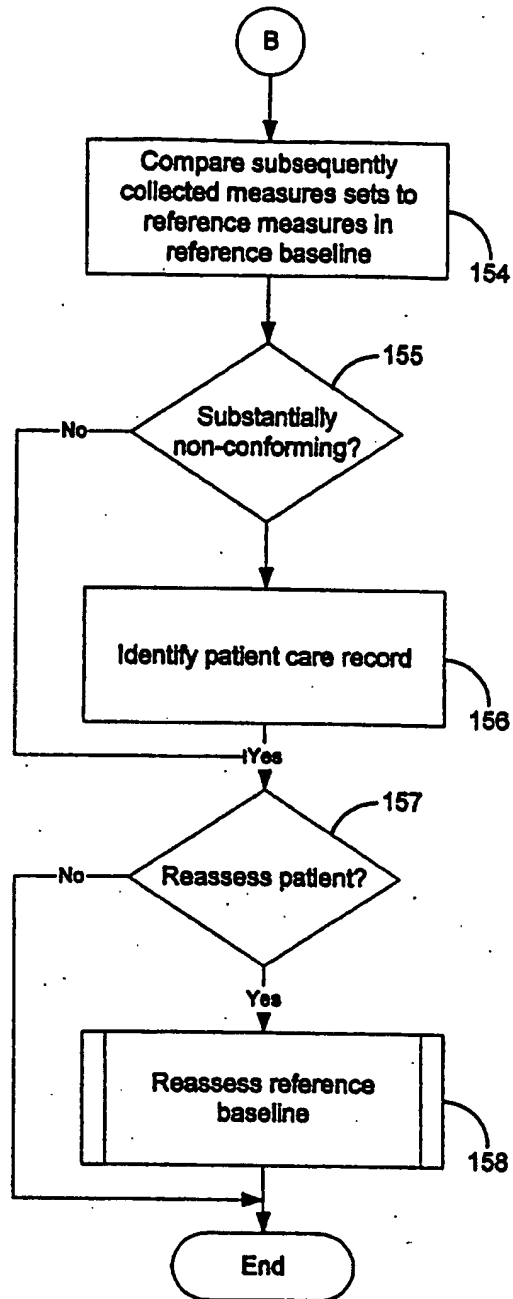 B
Compare subsequently
collected measures sets to
reference measures in
reference baseline
154
155
Substantially
non-conforming?
No
Identify patient care record
156
Yes
157
Reassess patient?
No
Yes
Reassess reference
baseline
158
End